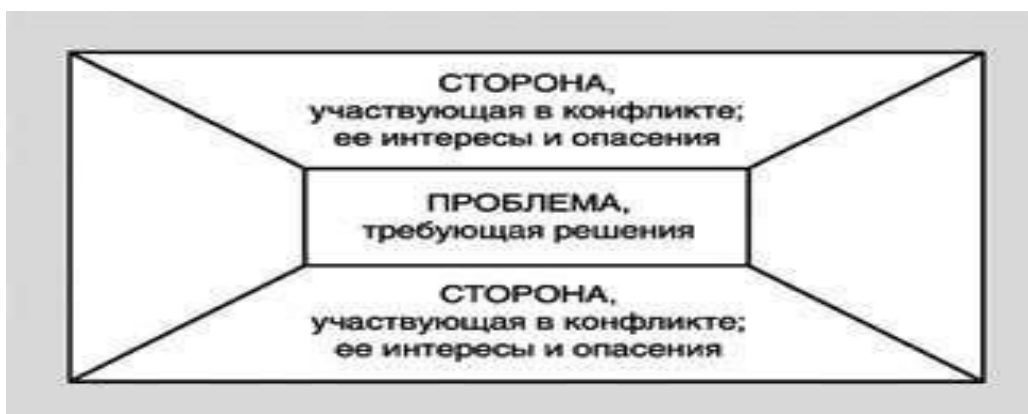 СТОРОНА,
участвующая в конфликте;
ее интересы и опасения
ПРОБЛЕМА,
требующая решения
СТОРОНА,
участвующая в конфликте;
ее интересы и опасения